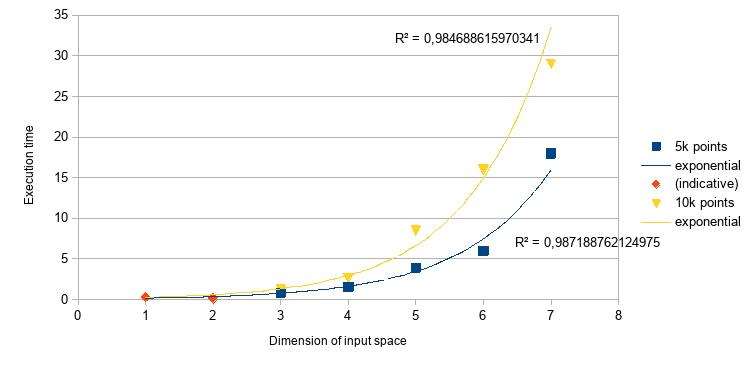 35
R² = 0,984688615970341
30
25
20
15
10
5
0
R² = 0,987188762124975
0 1 2 3 4 5 6 7 8
Execution time
Dimension of input space
5k points
exponential
(indicative)
10k points
exponential